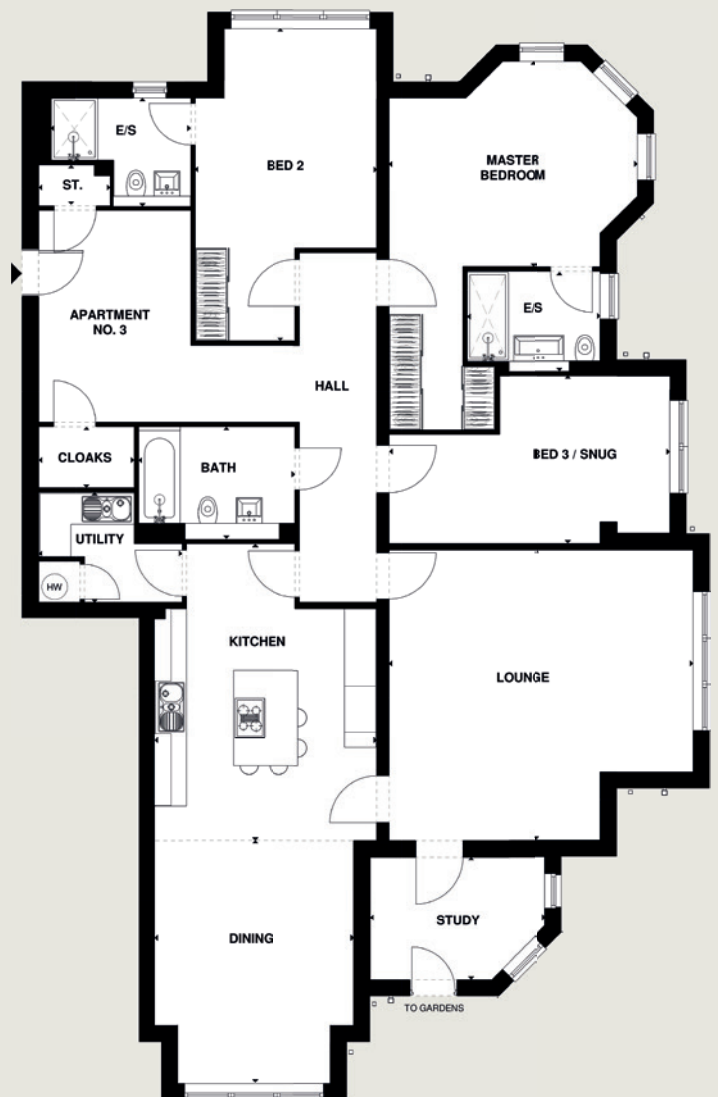 E/S
BED 2
MASTER
BEDROOM
ST.
APARTMENT
NO. 3
E/S
HALL
CLOAKS
BATH
BED 3 / SNUG
UTILITY
HW
KITCHEN
LOUNGE
STUDY
DINING
TO GARDENS